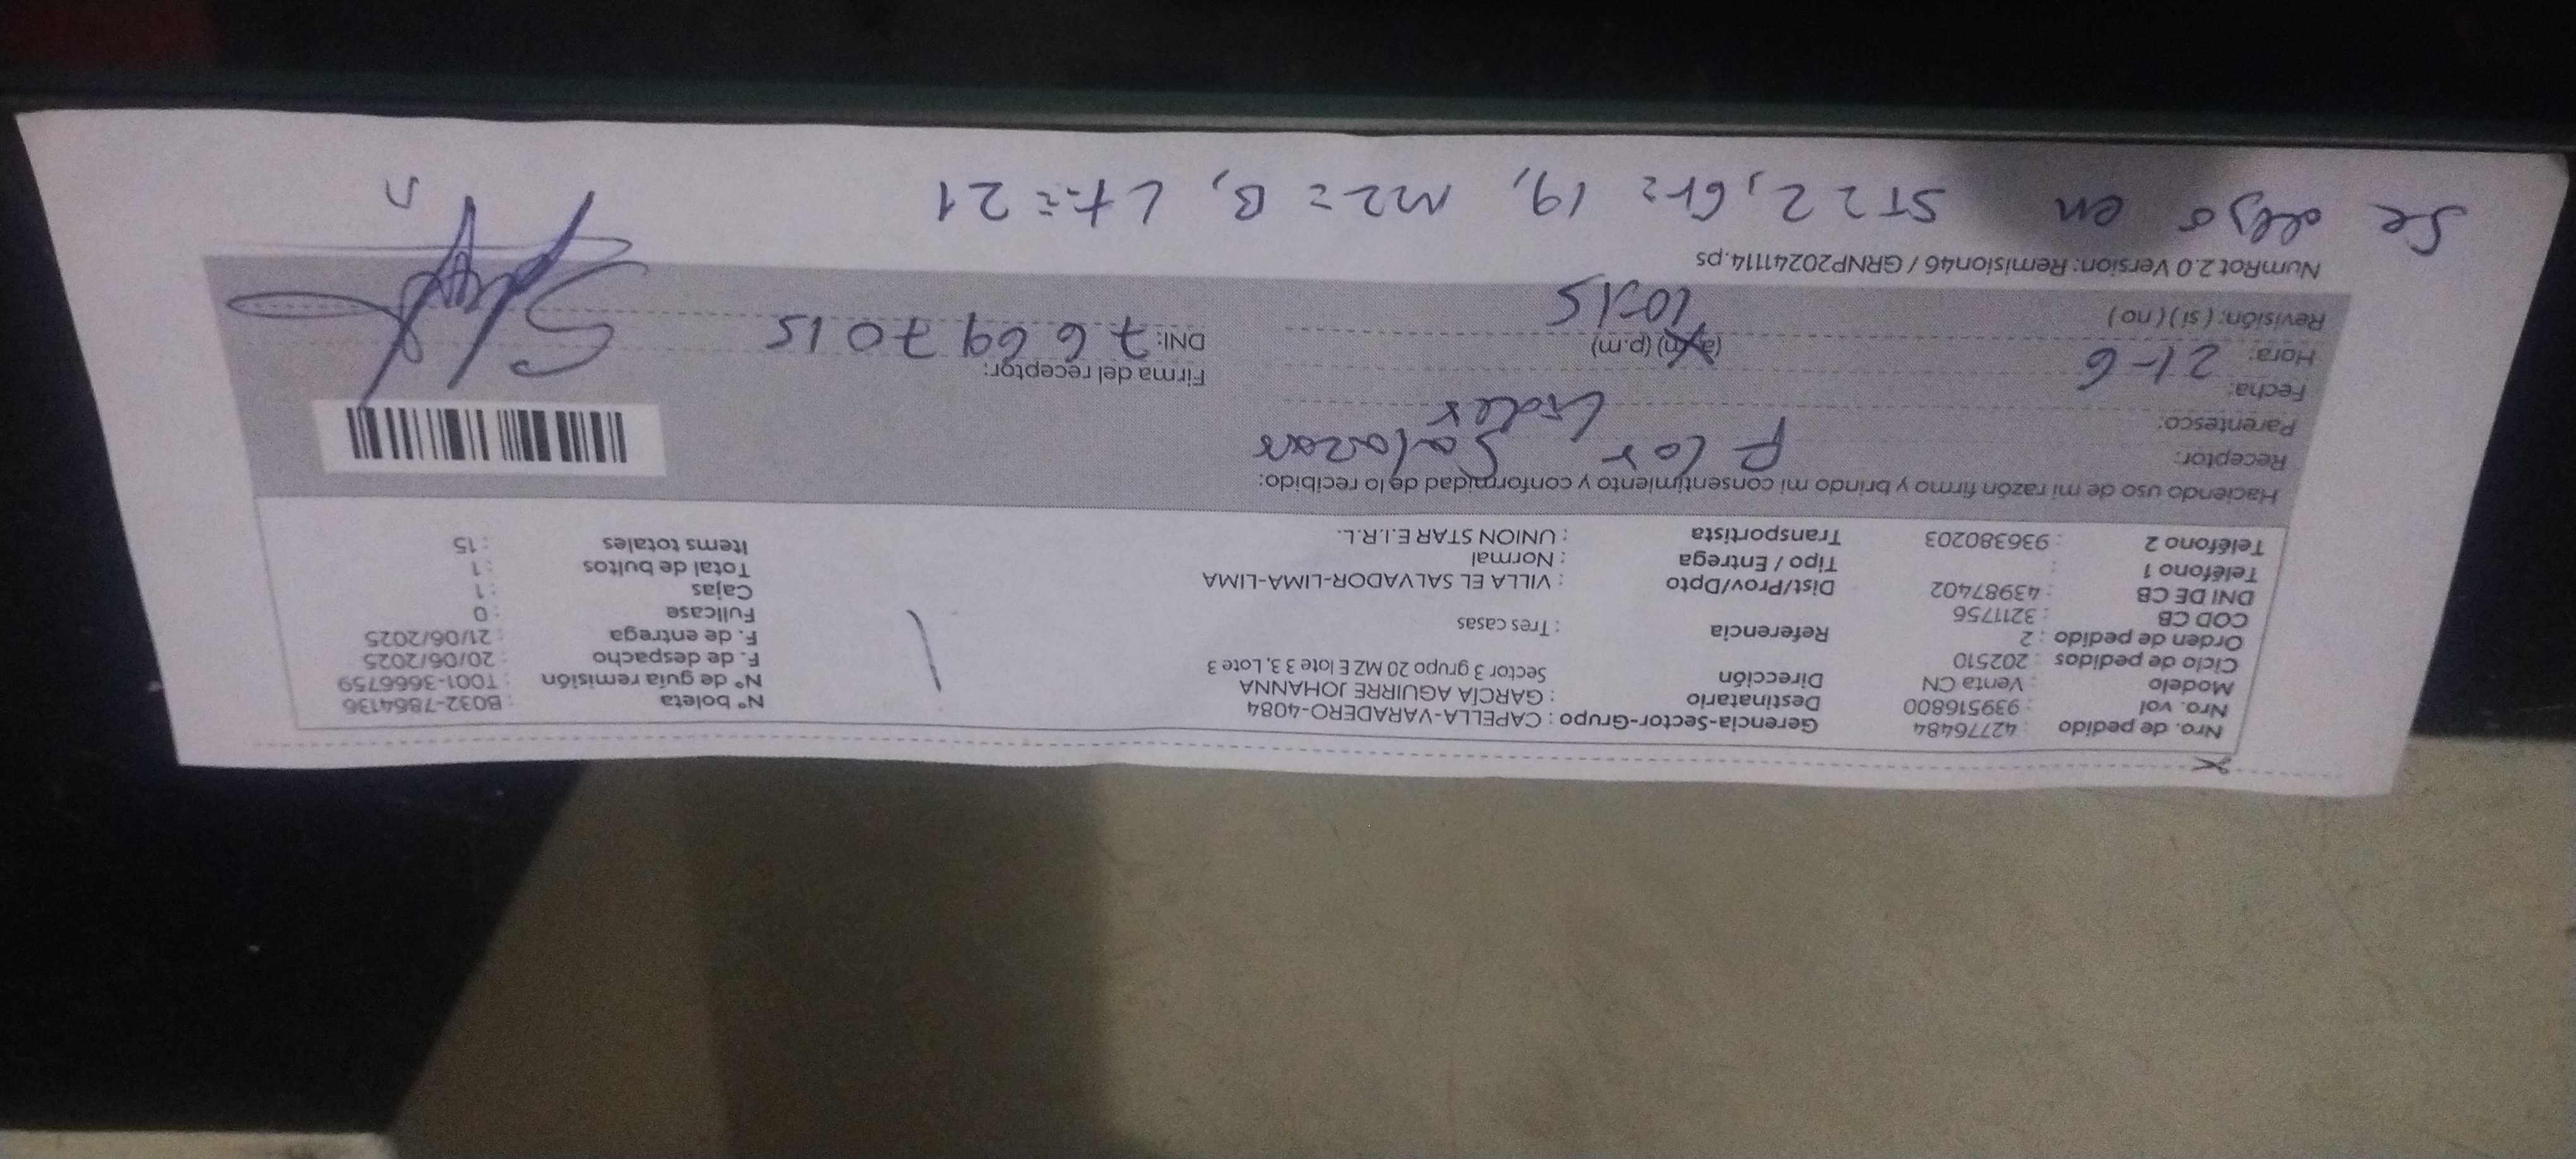 Nro. de pedido : 42776484 Gerencia-Sector-Grupo : CAPELLA-VARADERO-4084 N° boleta : B032-7864136
Nro. vol : 939516800 Destinatario : GARCÍA AGUIRRE JOHANNA N° de guía remisión : T001-3666759
Modelo : Venta CN Dirección Sector 3 grupo 20 MZ E lote 3 3, Lote 3 F. de despacho : 20/06/2025
Ciclo de pedidos : 202510 F. de entrega : 21/06/2025
Orden de pedido : 2 Referencia : Tres casas Fullcase : 0
COD CB : 3211756 Cajas : 1
DNI DE CB : 43987402 Dist/Prov/Dpto : VILLA EL SALVADOR-LIMA-LIMA Total de bultos : 1
Teléfono 1 : Tipo / Entrega : Normal Items totales : 15
Teléfono 2 : 936380203 Transportista : UNION STAR E.I.R.L.
Haciendo uso de mi razón firmo y brindo mi consentimiento y conformidad de lo recibido:
Receptor: Flor Salazar
Parentesco: Lider
Fecha: 21-6 Firma del receptor:
Hora: 10:15 (a.m) (p.m) DNI: 76697015
Revisión: ( si ) ( no )
NumRot 2.0 Version: Remision46 / GRNP20241114.ps
Se dejo en ST= 2, Gr= 19, MZ= B, Lt.= 21